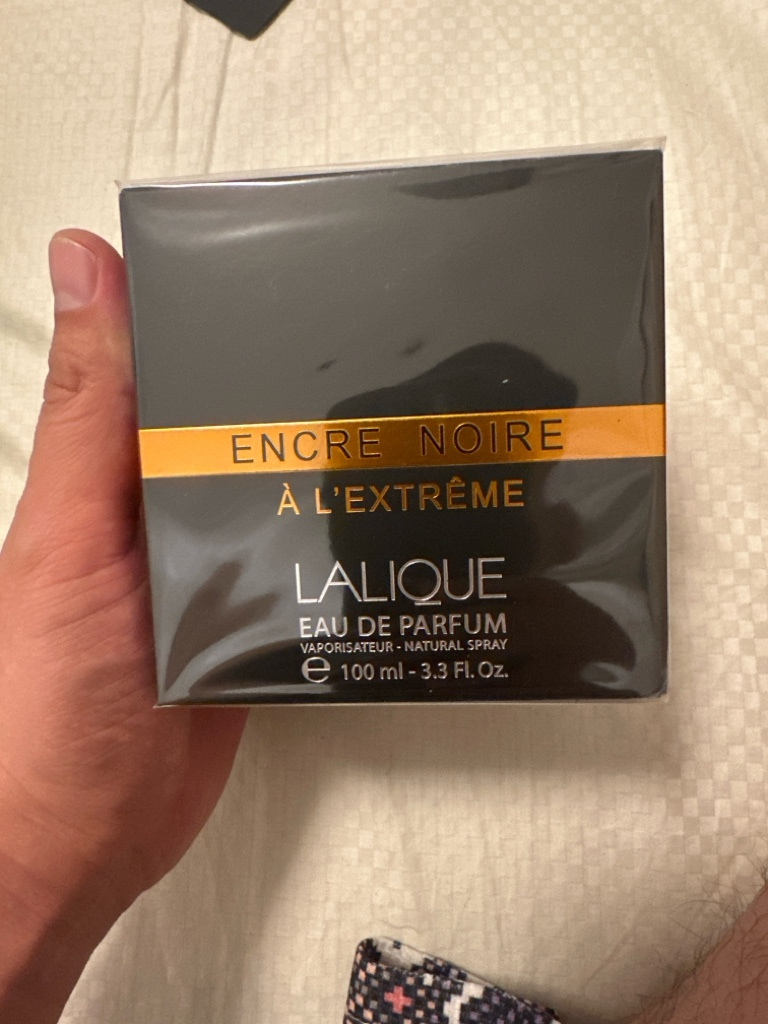 ENCRE NOIRE
À L'EXTRÊME
LALIQUE
EAU DE PARFUM
VAPORISATEUR - NATURAL SPRAY
e 100 ml - 3.3 Fl. Oz.